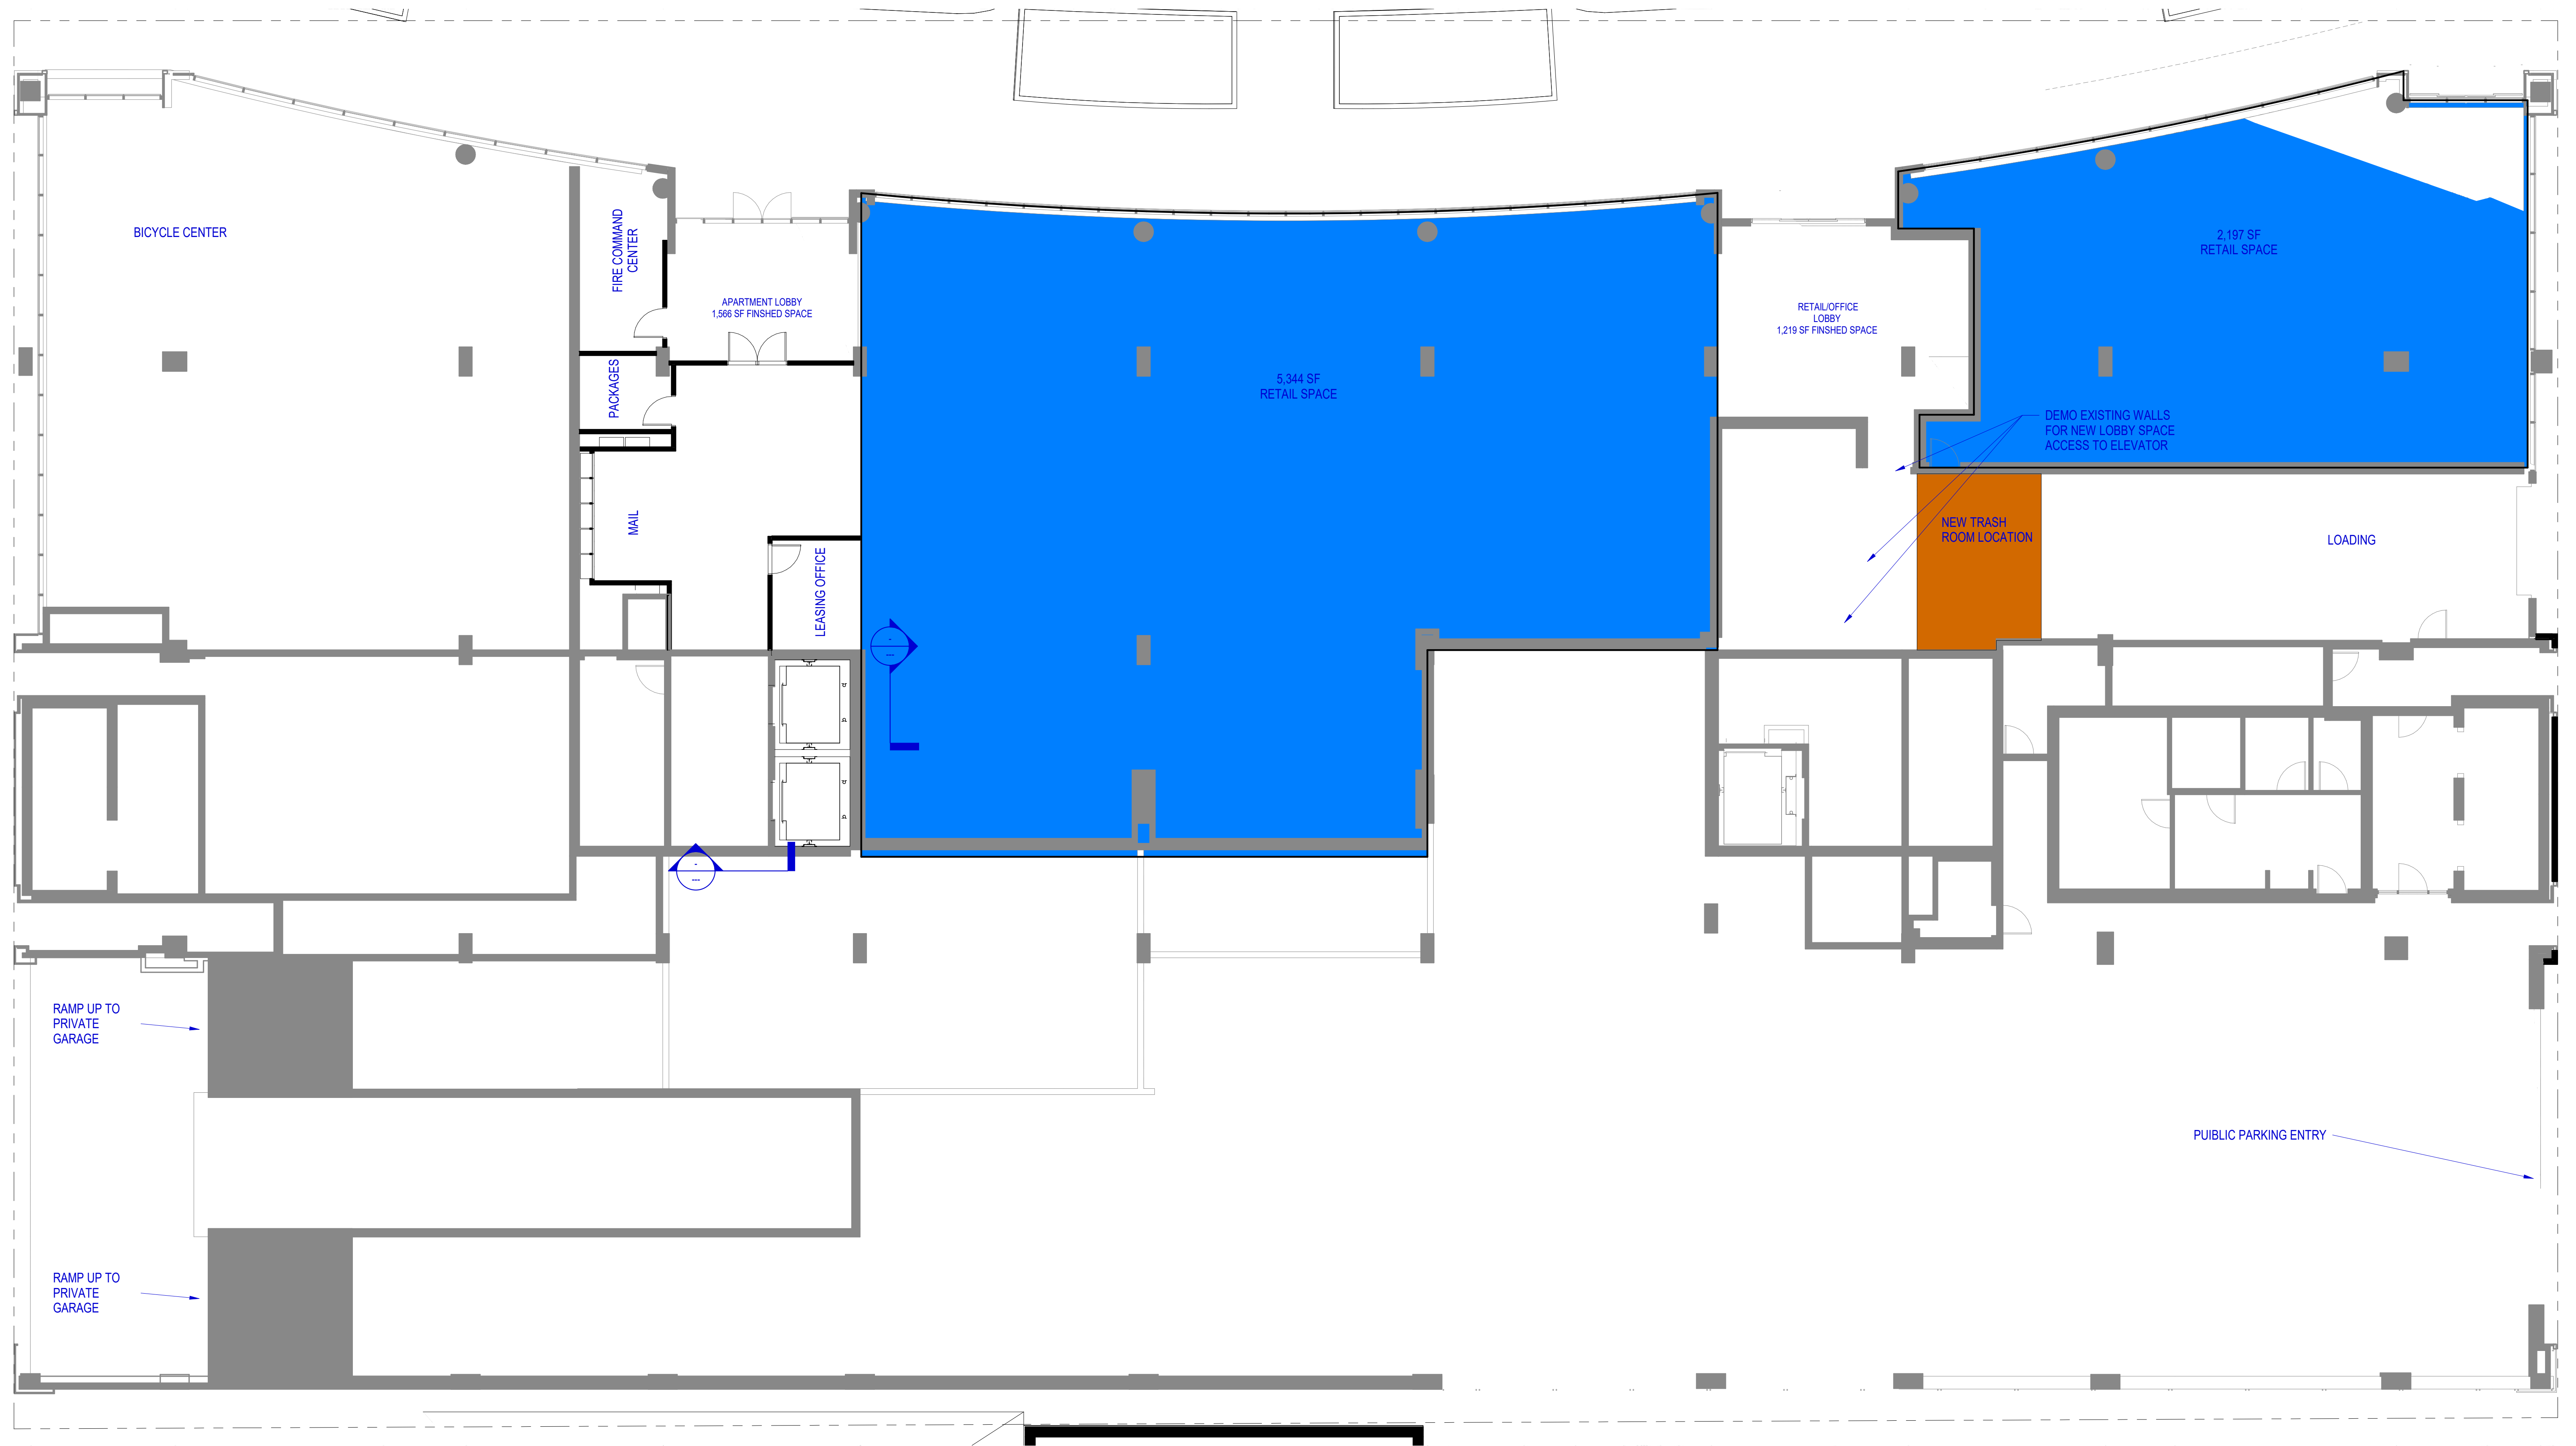 BICYCLE CENTER
FIRE COMMAND
CENTER
APARTMENT LOBBY
1,566 SF FINSHED SPACE
PACKAGES
MAIL
LEASING OFFICE
5,344 SF
RETAIL SPACE
RETAIL/OFFICE
LOBBY
1,219 SF FINSHED SPACE
2,197 SF
RETAIL SPACE
DEMO EXISTING WALLS
FOR NEW LOBBY SPACE
ACCESS TO ELEVATOR
NEW TRASH
ROOM LOCATION
LOADING
RAMP UP TO
PRIVATE
GARAGE
RAMP UP TO
PRIVATE
GARAGE
PUIBLIC PARKING ENTRY